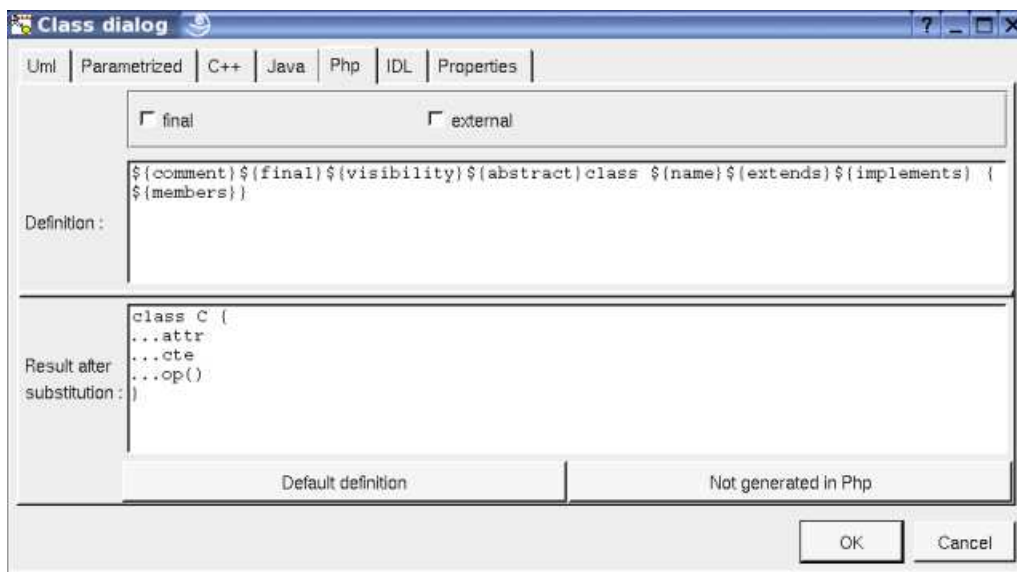 Class dialog
? _ □ X
Uml Parametrized C++ Java Php IDL Properties
final external
Definition :
${comment}${final}${visibility}${abstract}class ${name}${extends}${implements} {
${members}}
Result after
substitution :
class C {
...attr
...cte
...op()
}
Default definition Not generated in Php
OK Cancel